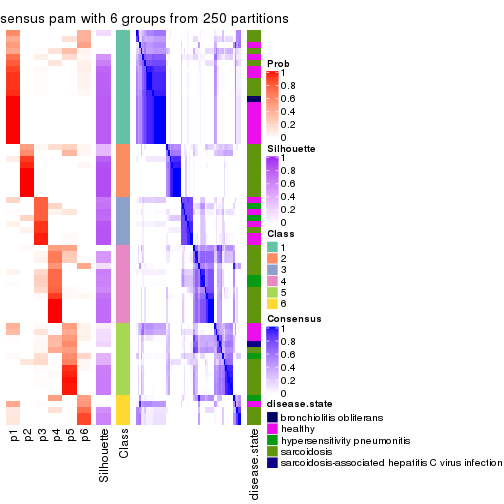 sensus pam with 6 groups from 250 partitions
Prob
1
0.8
0.6
0.4
0.2
0
Silhouette
1
0.8
0.6
0.4
0.2
0
Class
1
2
3
4
5
6
Consensus
1
0.8
0.6
0.4
0.2
0
disease.state
bronchiolitis obliterans
healthy
hypersensitivity pneumonitis
sarcoidosis
sarcoidosis-associated hepatitis C virus infection
p1
p2
p3
p4
p5
p6
Silhouette
Class
disease.state